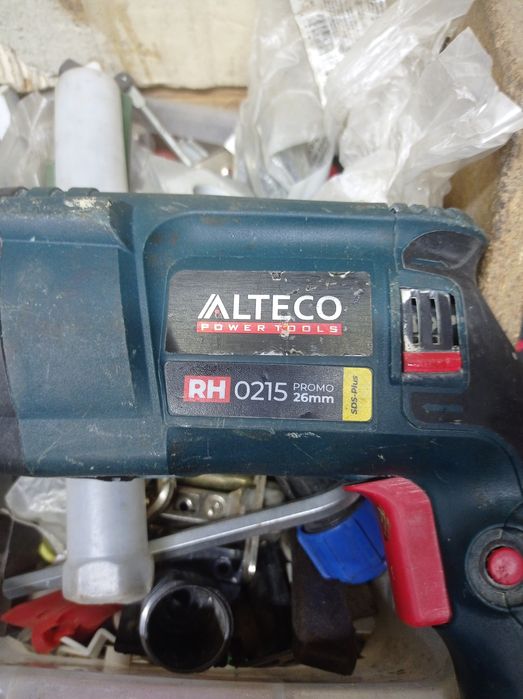 ALTECO
POWER TOOLS
RH 0215 PROMO 26mm
SDS-Plus